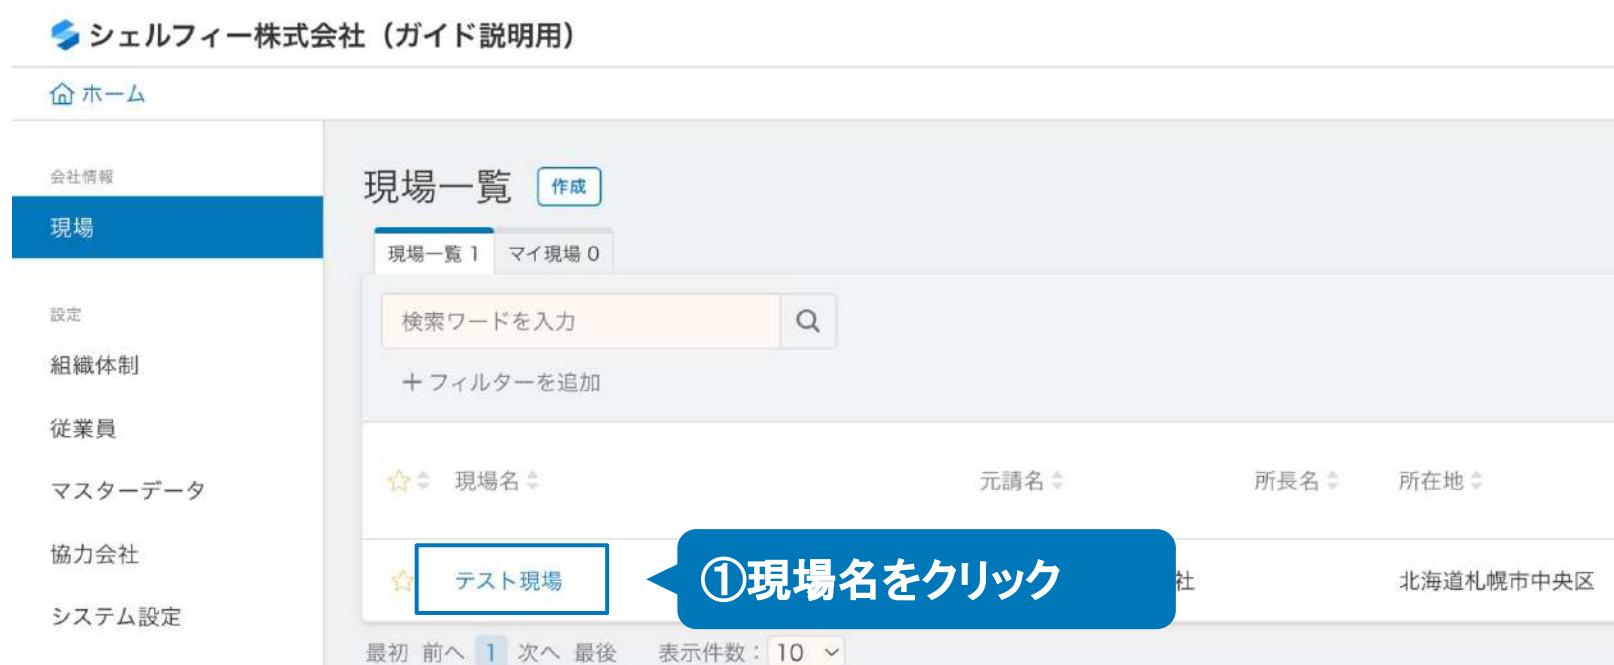 シェルフィー株式会社（ガイド説明用）
ホーム
会社情報
現場
設定
組織体制
従業員
マスターデータ
協力会社
システム設定
現場一覧 作成
現場一覧 1 マイ現場 0
検索ワードを入力
＋フィルターを追加
現場名 元請名 所長名 所在地
テスト現場 ①現場名をクリック 社 北海道札幌市中央区
最初 前へ 1 次へ 最後 表示件数： 10